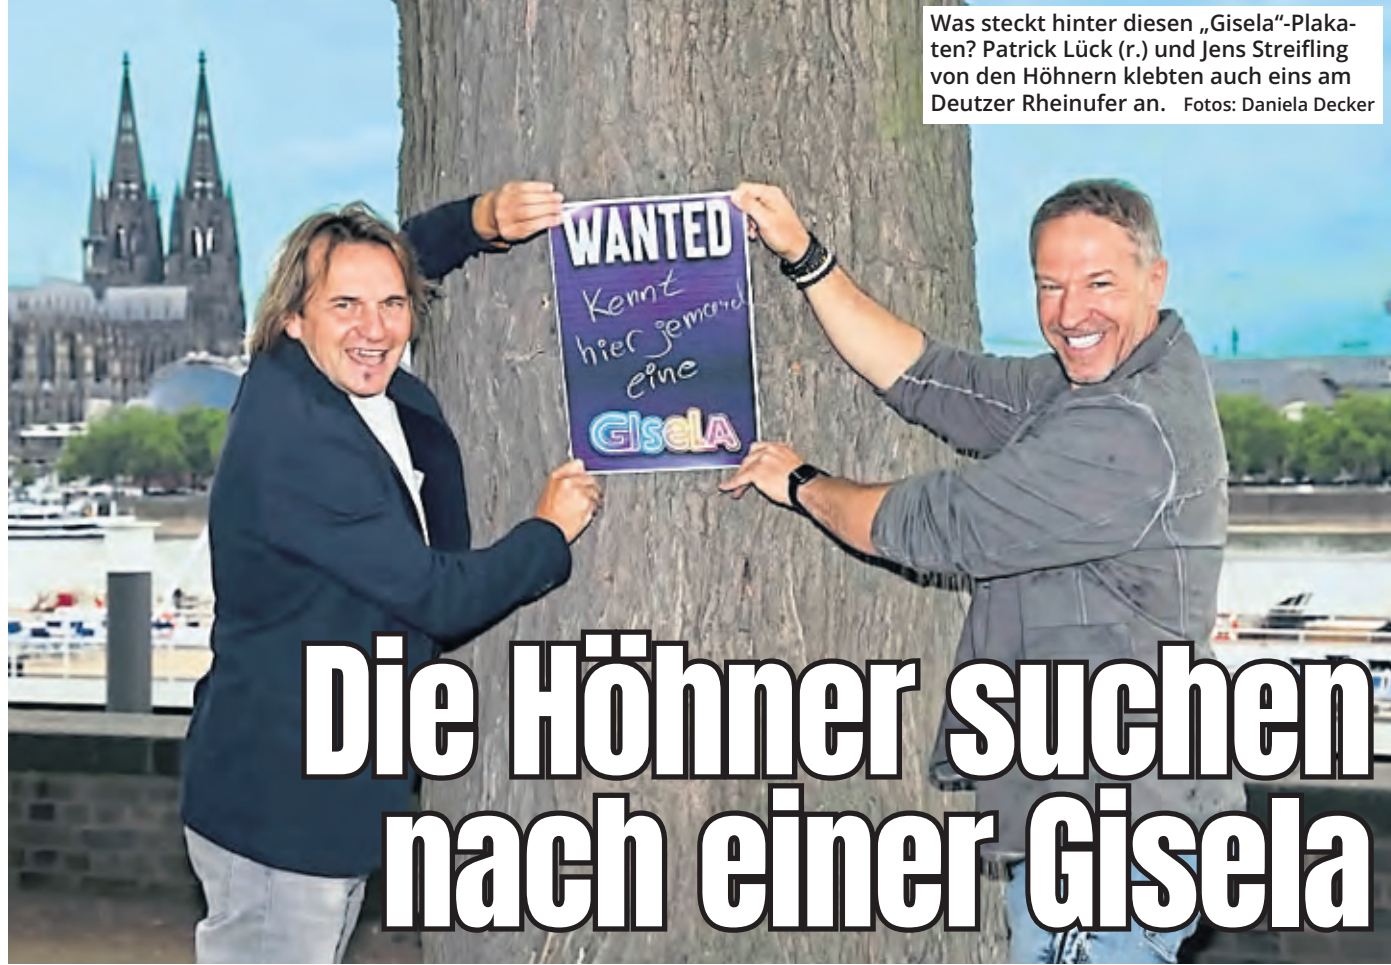 Was steckt hinter diesen „Gisela“-Plaka-
ten? Patrick Lück (r.) und Jens Streifling
von den Höhnern klebten auch eins am
Deutzer Rheinufer an. Fotos: Daniela Decker
WANTED
Kennt
hier jemand
eine
GISELA
Die Höhner suchen
nach einer Gisela